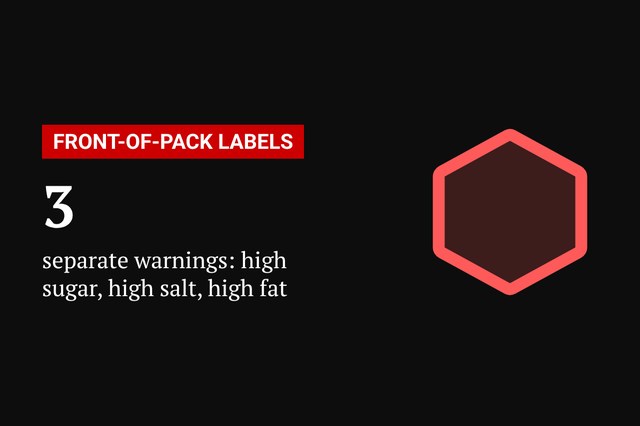 FRONT-OF-PACK LABELS
3
separate warnings: high
sugar, high salt, high fat